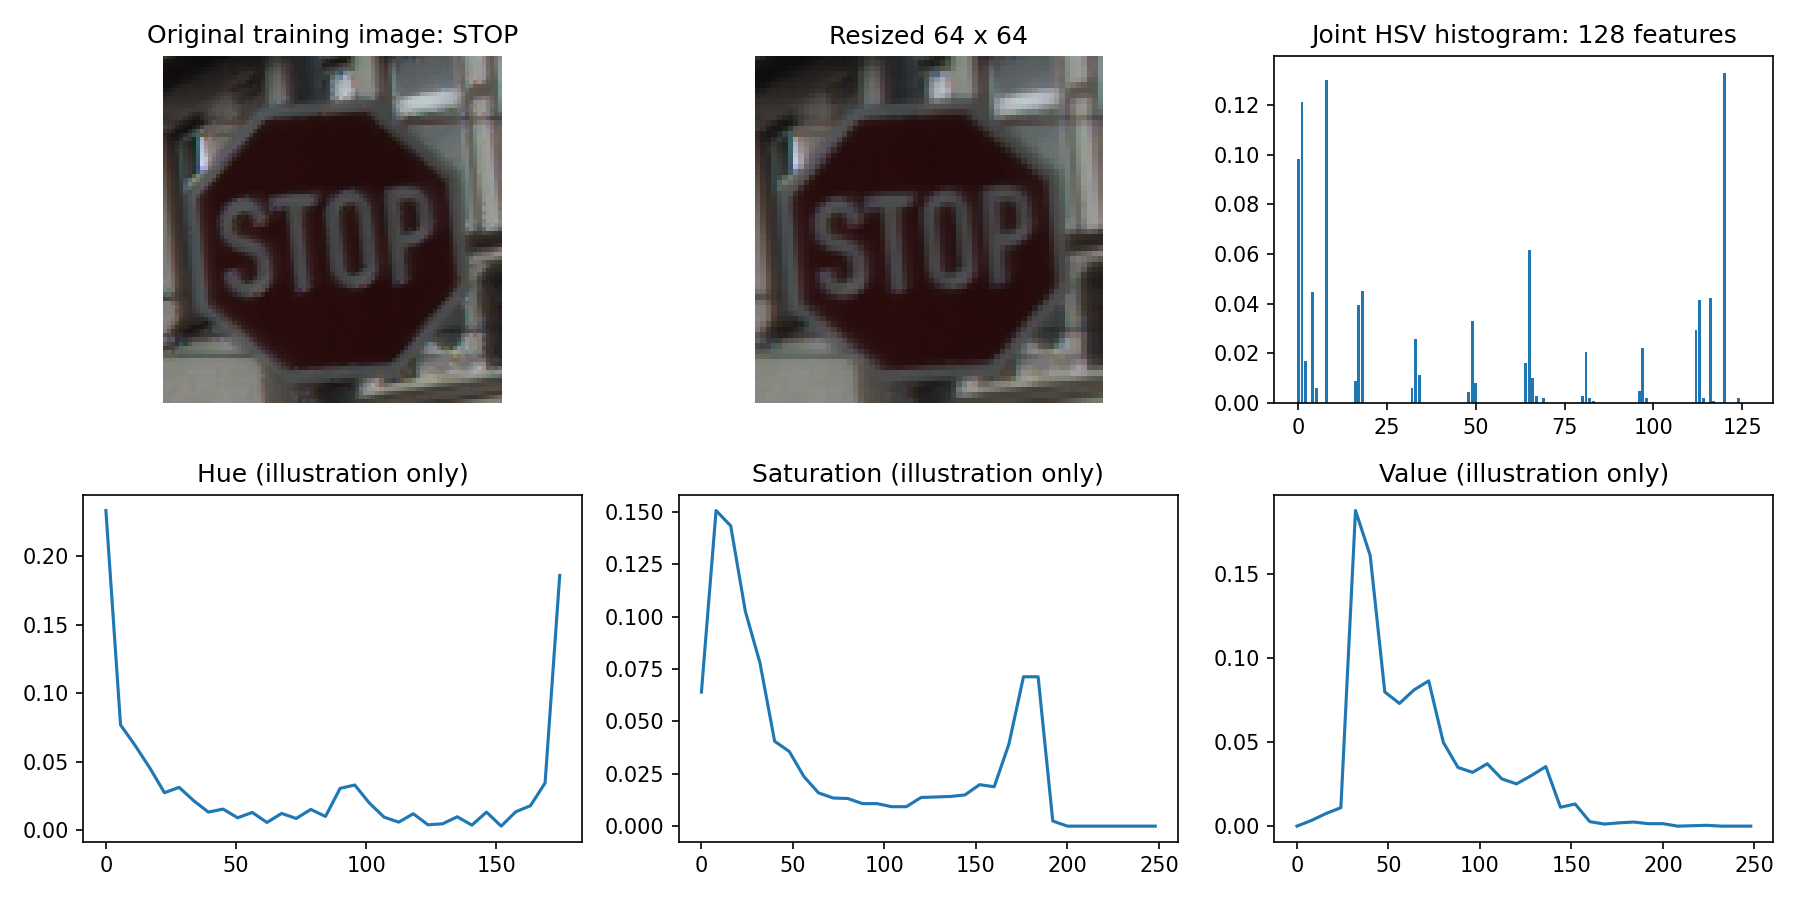 Original training image: STOP
STOP
Resized 64 x 64
STOP
Joint HSV histogram: 128 features
0.12
0.10
0.08
0.06
0.04
0.02
0.00
0 25 50 75 100 125
Hue (illustration only)
0.20
0.15
0.10
0.05
0.00
0 50 100 150
Saturation (illustration only)
0.150
0.125
0.100
0.075
0.050
0.025
0.000
0 50 100 150 200 250
Value (illustration only)
0.15
0.10
0.05
0.00
0 50 100 150 200 250